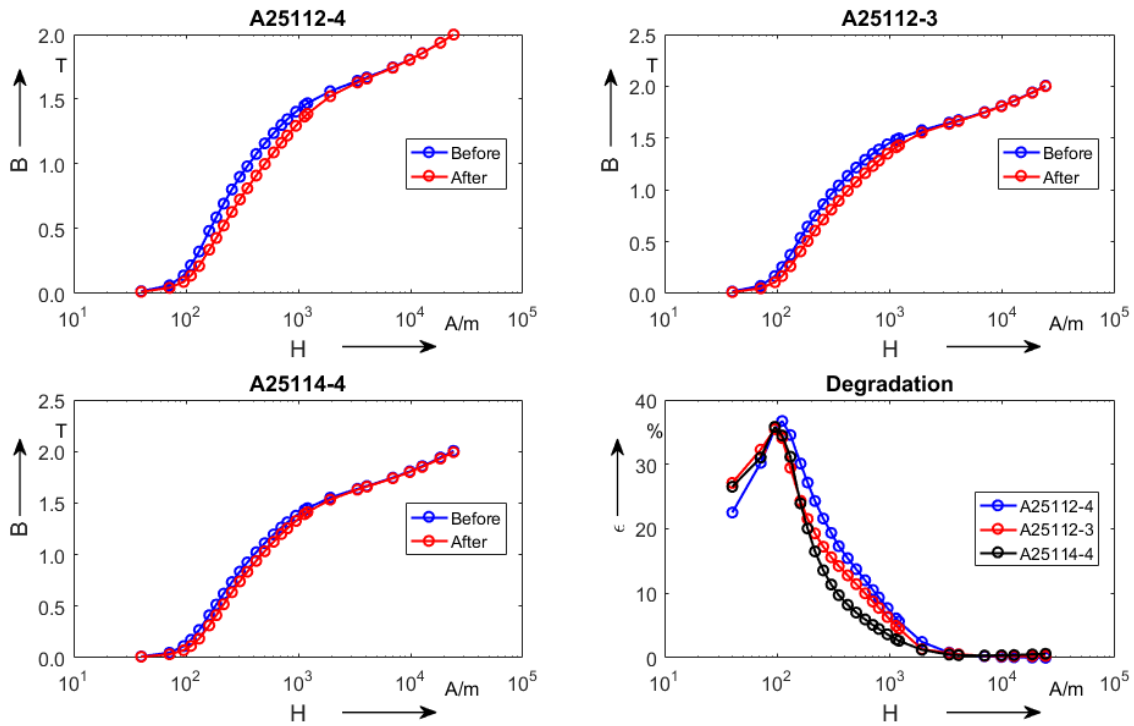 A25112-4
2.0
T
1.5
1.0
0.5
0.0
B
Before
After
10^1 10^2 10^3 10^4 10^5
A/m
H
A25112-3
2.5
T
2.0
1.5
1.0
0.5
0.0
B
Before
After
10^1 10^2 10^3 10^4 10^5
A/m
H
A25114-4
2.5
T
2.0
1.5
1.0
0.5
0.0
B
Before
After
10^1 10^2 10^3 10^4 10^5
A/m
H
Degradation
40
%
30
20
10
0
ϵ
A25112-4
A25112-3
A25114-4
10^1 10^2 10^3 10^4 10^5
A/m
H